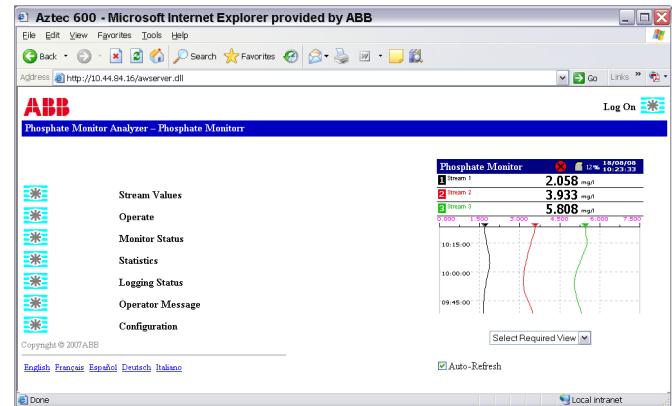 Aztec 600 - Microsoft Internet Explorer provided by ABB
File Edit View Favorites Tools Help
Back Search Favorites
Address http://10.44.84.16/awserver.dll Go Links »
ABB Log On
Phosphate Monitor Analyzer – Phosphate Monitorr
Phosphate Monitor 12% 18/08/08 10:23:33
1 Stream 1 2.058 mg/l
2 Stream 2 3.933 mg/l
3 Stream 3 5.808 mg/l
0.000 1.500 3.000 4.500 6.000 7.500
10:15:00
10:00:00
09:45:00
Stream Values
Operate
Monitor Status
Statistics
Logging Status
Operator Message
Configuration
Select Required View
Copyright © 2007ABB
English Français Español Deutsch Italiano
Auto-Refresh
Done Local intranet